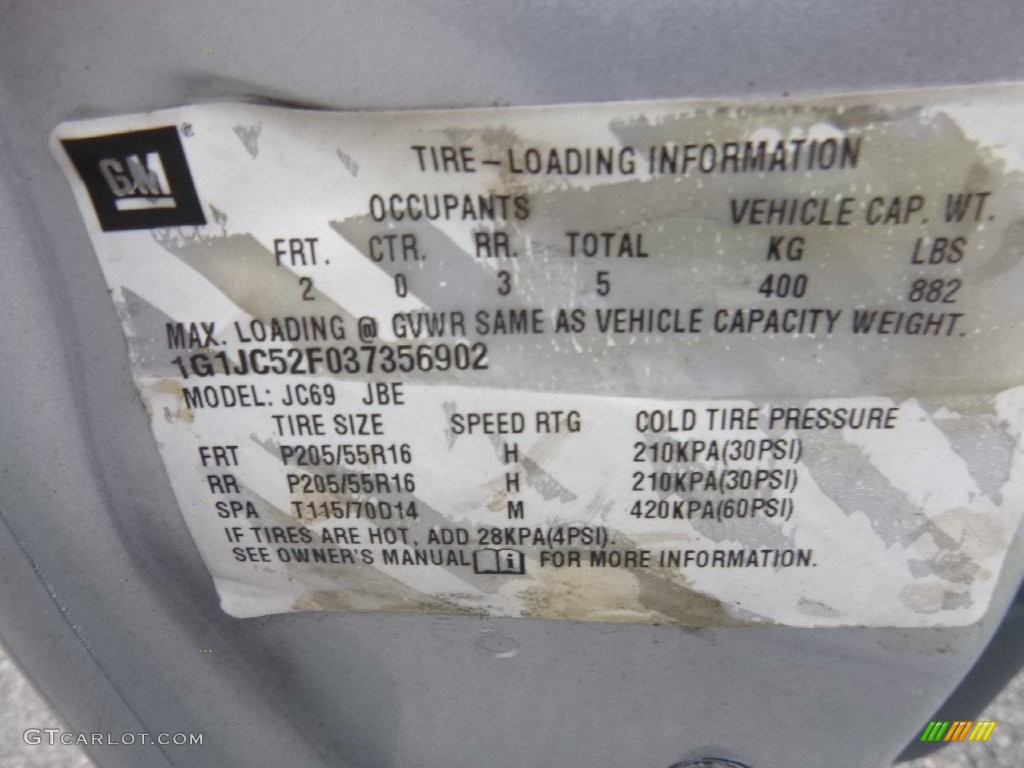 GM
TIRE-LOADING INFORMATION
OCCUPANTS VEHICLE CAP. WT.
FRT. CTR. RR. TOTAL KG LBS
2 0 3 5 400 882
MAX. LOADING @ GVWR SAME AS VEHICLE CAPACITY WEIGHT.
1G1JC52F037356902
MODEL: JC69 JBE
TIRE SIZE SPEED RTG COLD TIRE PRESSURE
FRT P205/55R16 H 210KPA(30PSI)
RR P205/55R16 H 210KPA(30PSI)
SPA T115/70D14 M 420KPA(60PSI)
IF TIRES ARE HOT, ADD 28KPA(4PSI).
SEE OWNER'S MANUAL i FOR MORE INFORMATION.
GTCARLOT.COM